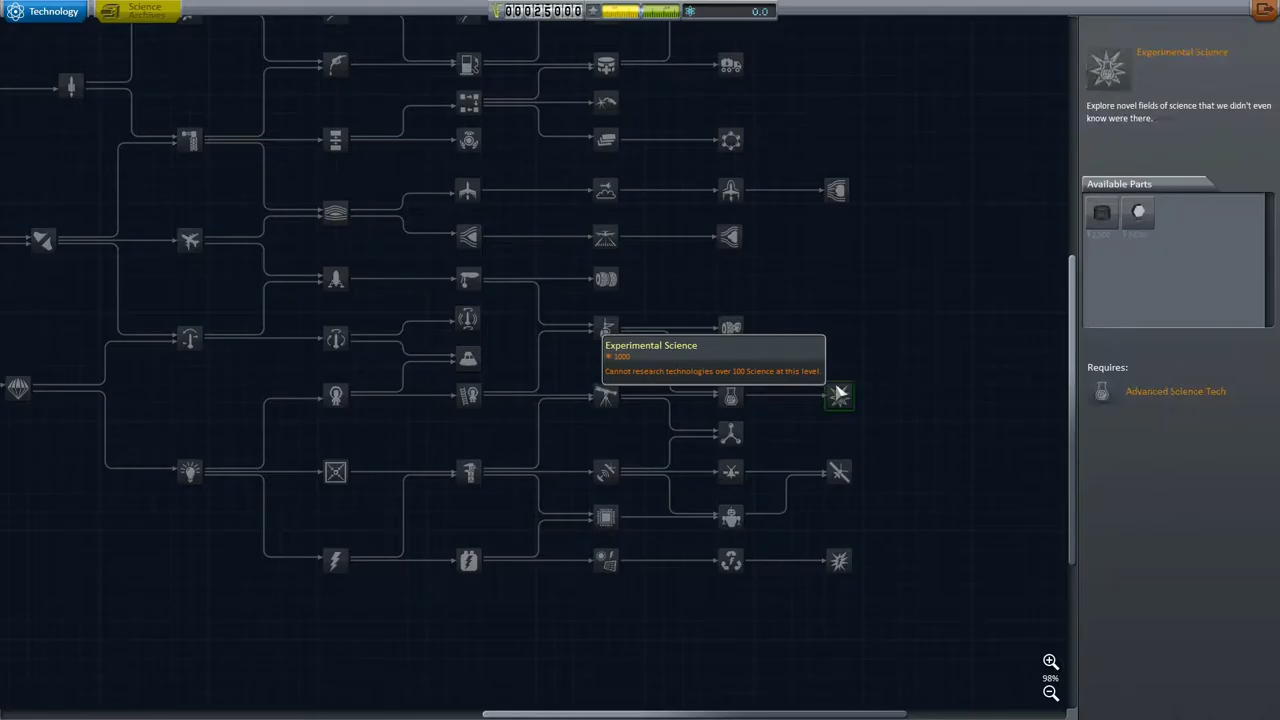 Technology
Science
Archives
00025000
0.0
Experimental Science
Explore novel fields of science that we didn't even
know were there.
Available Parts
Experimental Science
1000
Cannot research technologies over 100 Science at this level.
Requires:
Advanced Science Tech
98%